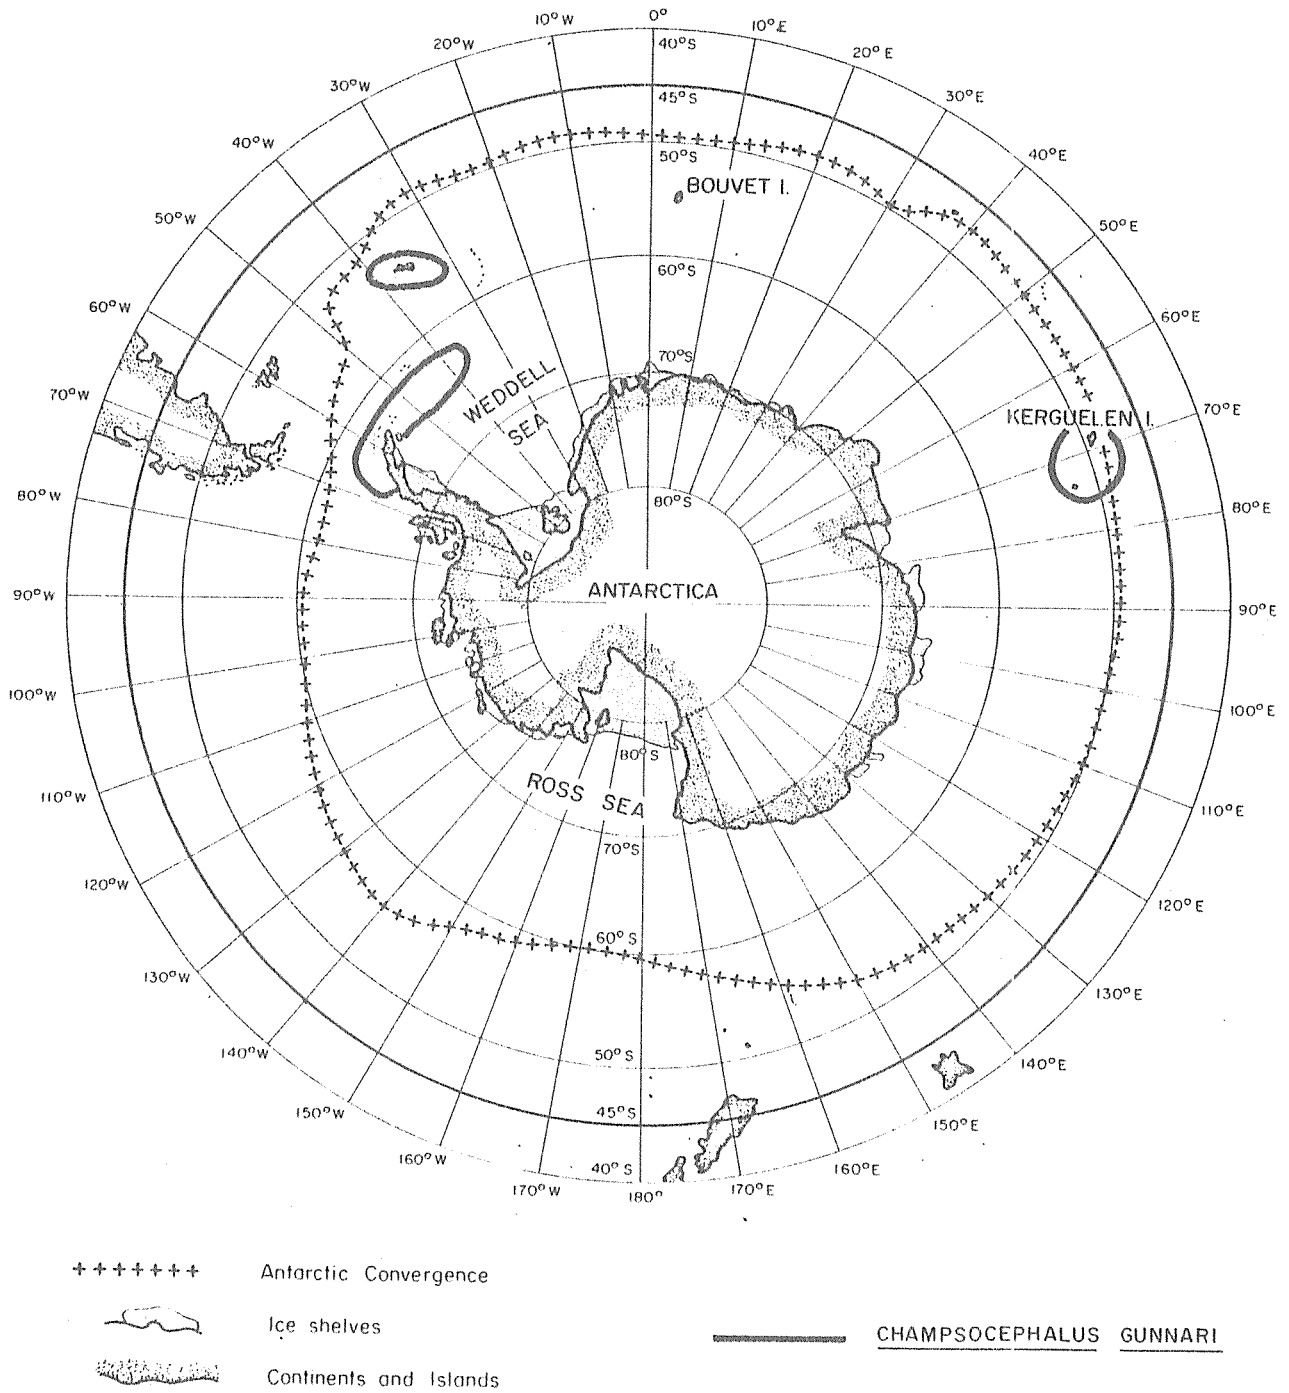 0°
10°W
10°E
20°W
40°S
20°E
30°W
45°S
30°E
40°W
50°S
40°E
BOUVET I.
50°W
50°E
60°S
60°W
60°E
70°S
WEDDELL
SEA
70°W
70°E
KERGUELEN I.
80°W
80°S
80°E
ANTARCTICA
90°W
90°E
100°W
100°E
80°S
ROSS SEA
110°W
110°E
70°S
120°W
120°E
60°S
130°W
130°E
140°W
50°S
140°E
150°W
45°S
150°E
160°W
40°S
160°E
170°W
180°
170°E
Antarctic Convergence
Ice shelves
CHAMPSOCEPHALUS GUNNARI
Continents and Islands